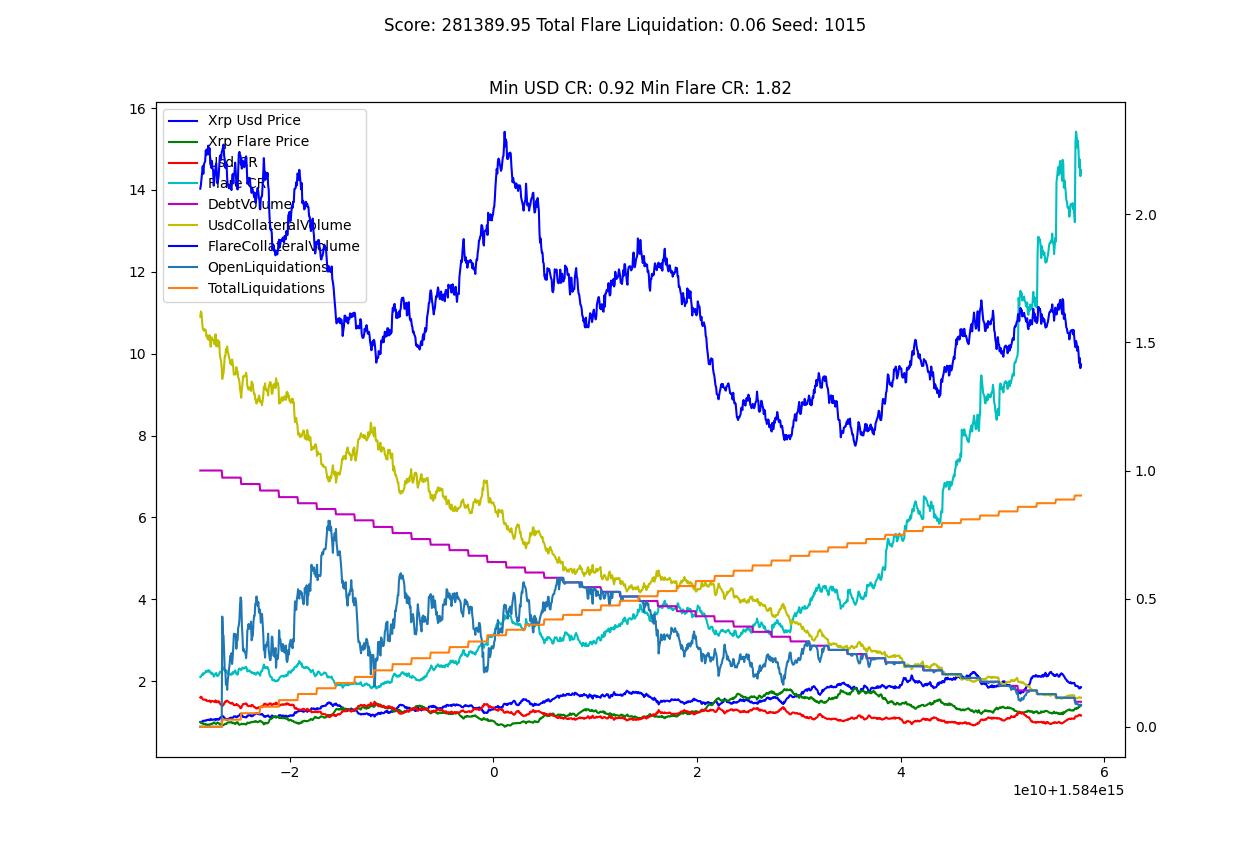 Score: 281389.95 Total Flare Liquidation: 0.06 Seed: 1015
Min USD CR: 0.92 Min Flare CR: 1.82
Xrp Usd Price
Xrp Flare Price
Usd CR
Flare CR
DebtVolume
UsdCollateralVolume
FlareCollateralVolume
OpenLiquidations
TotalLiquidations
16
14
12
10
8
6
4
2
2.0
1.5
1.0
0.5
0.0
−2
0
2
4
6
1e10+1.584e15